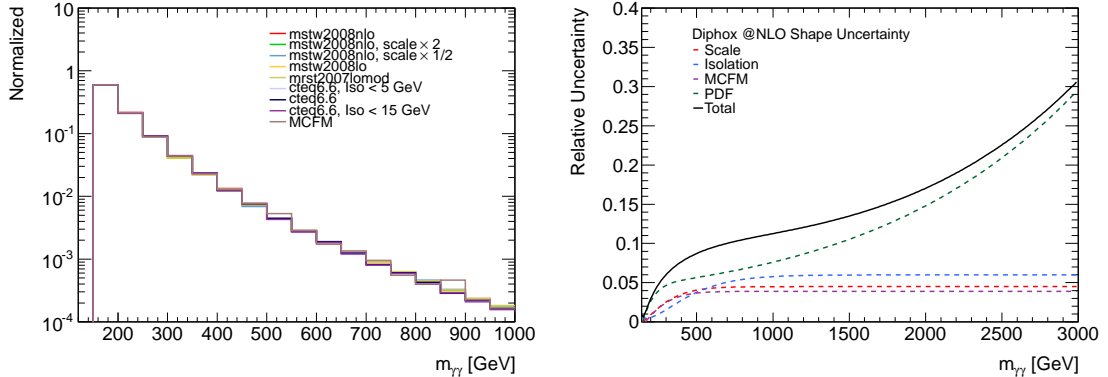 Normalized
10
1
10⁻¹
10⁻²
10⁻³
10⁻⁴
mstw2008nlo
mstw2008nlo, scale × 2
mstw2008nlo, scale × 1/2
mstw2008lo
mrst2007lomod
cteq6.6, Iso < 5 GeV
cteq6.6
cteq6.6, Iso < 15 GeV
MCFM
200 300 400 500 600 700 800 900 1000
mγγ [GeV]
Relative Uncertainty
0.4
0.35
0.3
0.25
0.2
0.15
0.1
0.05
0
Diphox @NLO Shape Uncertainty
Scale
Isolation
MCFM
PDF
Total
500 1000 1500 2000 2500 3000
mγγ [GeV]